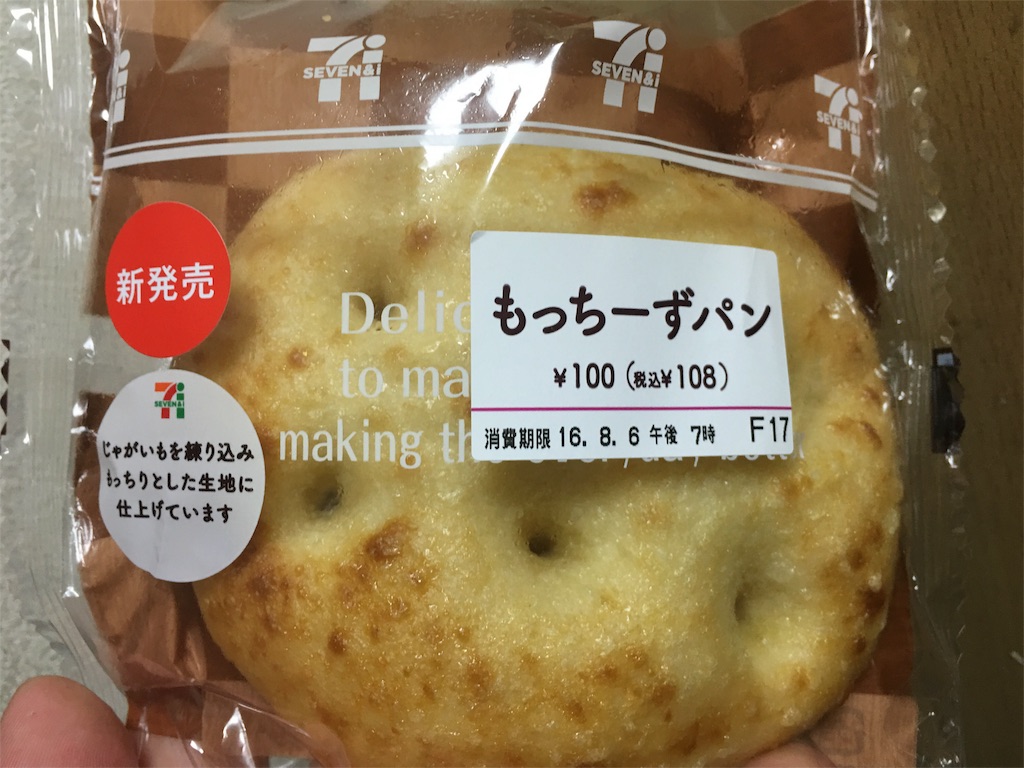 SEVEN&i
SEVEN&i
SEVEN&i
新発売
もっちーずパン
¥100(税込¥108)
消費期限 16.8.6 午後 7時 F17
SEVEN&i
じゃがいもを練り込み
もっちりとした生地に
仕上げています
to
making